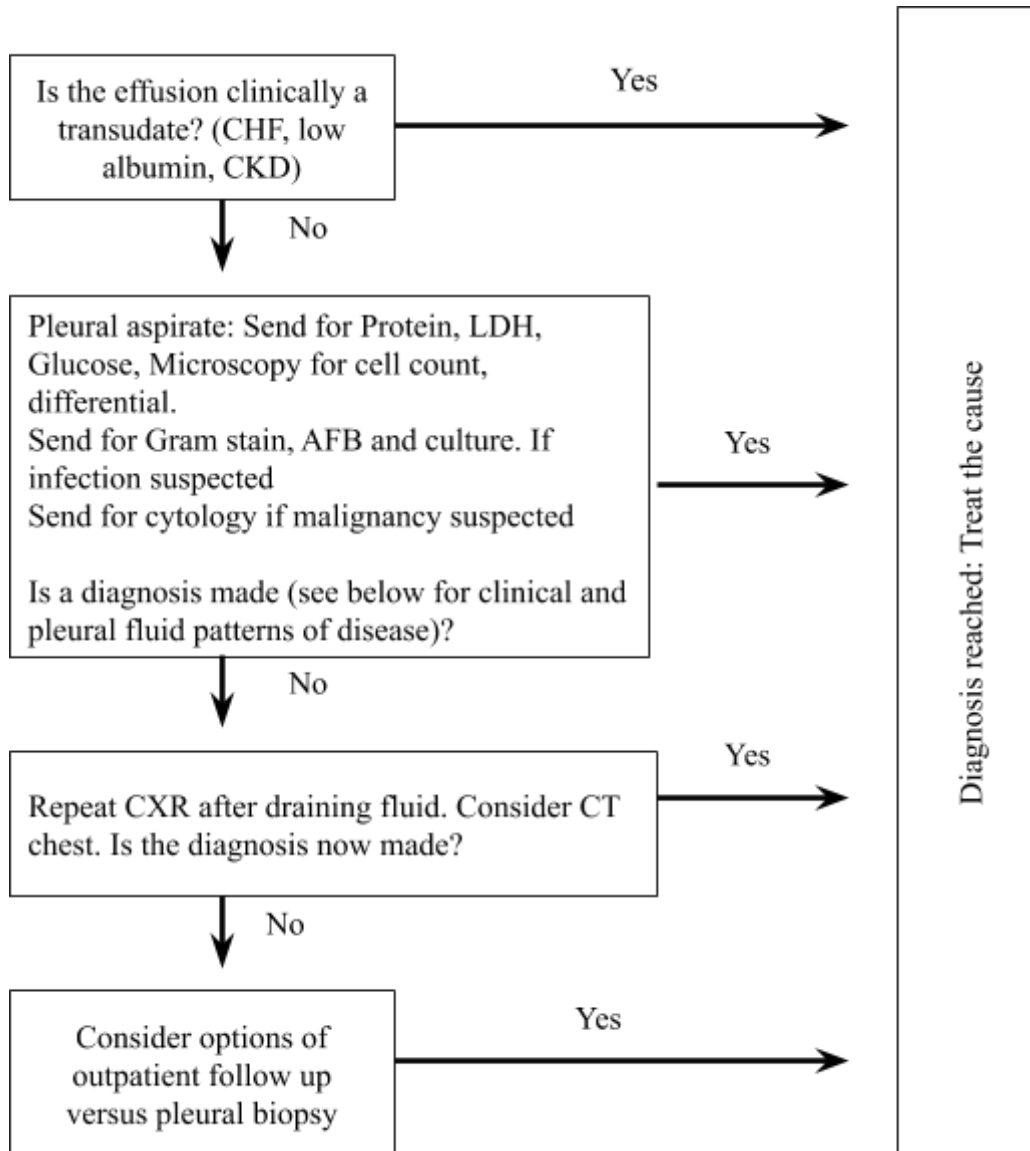 Is the effusion clinically a
transudate? (CHF, low
albumin, CKD)
Yes
No
Pleural aspirate: Send for Protein, LDH,
Glucose, Microscopy for cell count,
differential.
Send for Gram stain, AFB and culture. If
infection suspected
Send for cytology if malignancy suspected
Is a diagnosis made (see below for clinical and
pleural fluid patterns of disease)?
Yes
No
Repeat CXR after draining fluid. Consider CT
chest. Is the diagnosis now made?
Yes
No
Consider options of
outpatient follow up
versus pleural biopsy
Yes
Diagnosis reached: Treat the cause